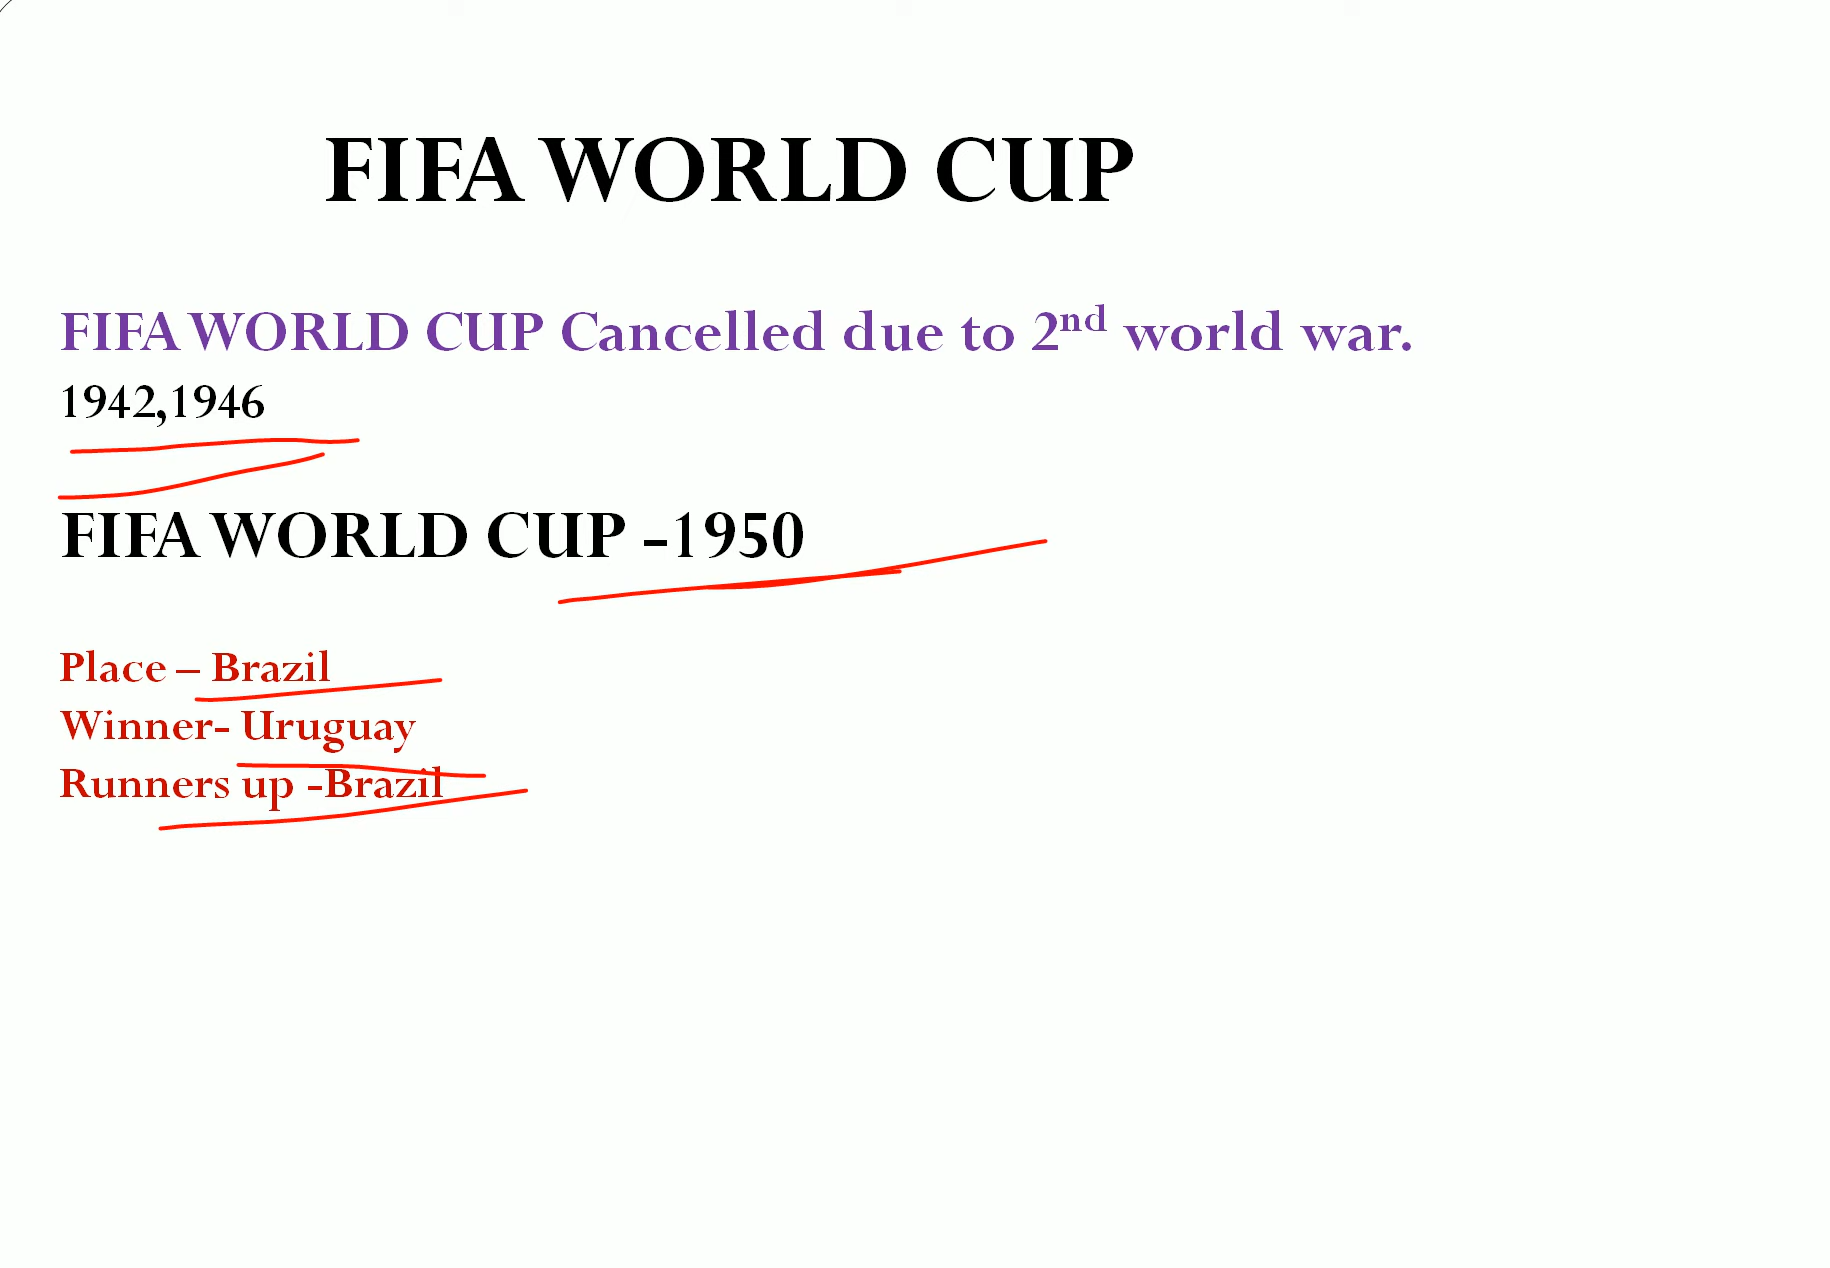 FIFA WORLD CUP
FIFA WORLD CUP Cancelled due to 2nd world war.
1942,1946
FIFA WORLD CUP -1950
Place – Brazil
Winner- Uruguay
Runners up -Brazil